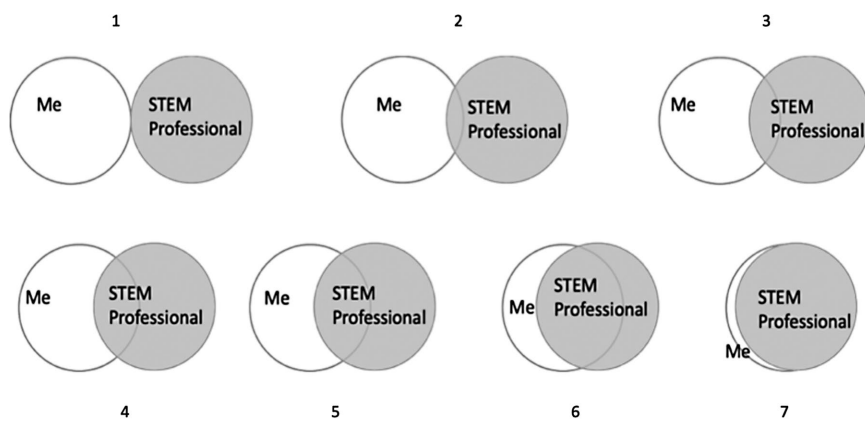 1 2 3
Me STEM Me STEM Me STEM
Professional Professional Professional
Me STEM Me STEM Me STEM Me STEM
Professional Professional Professional Professional
4 5 6 7